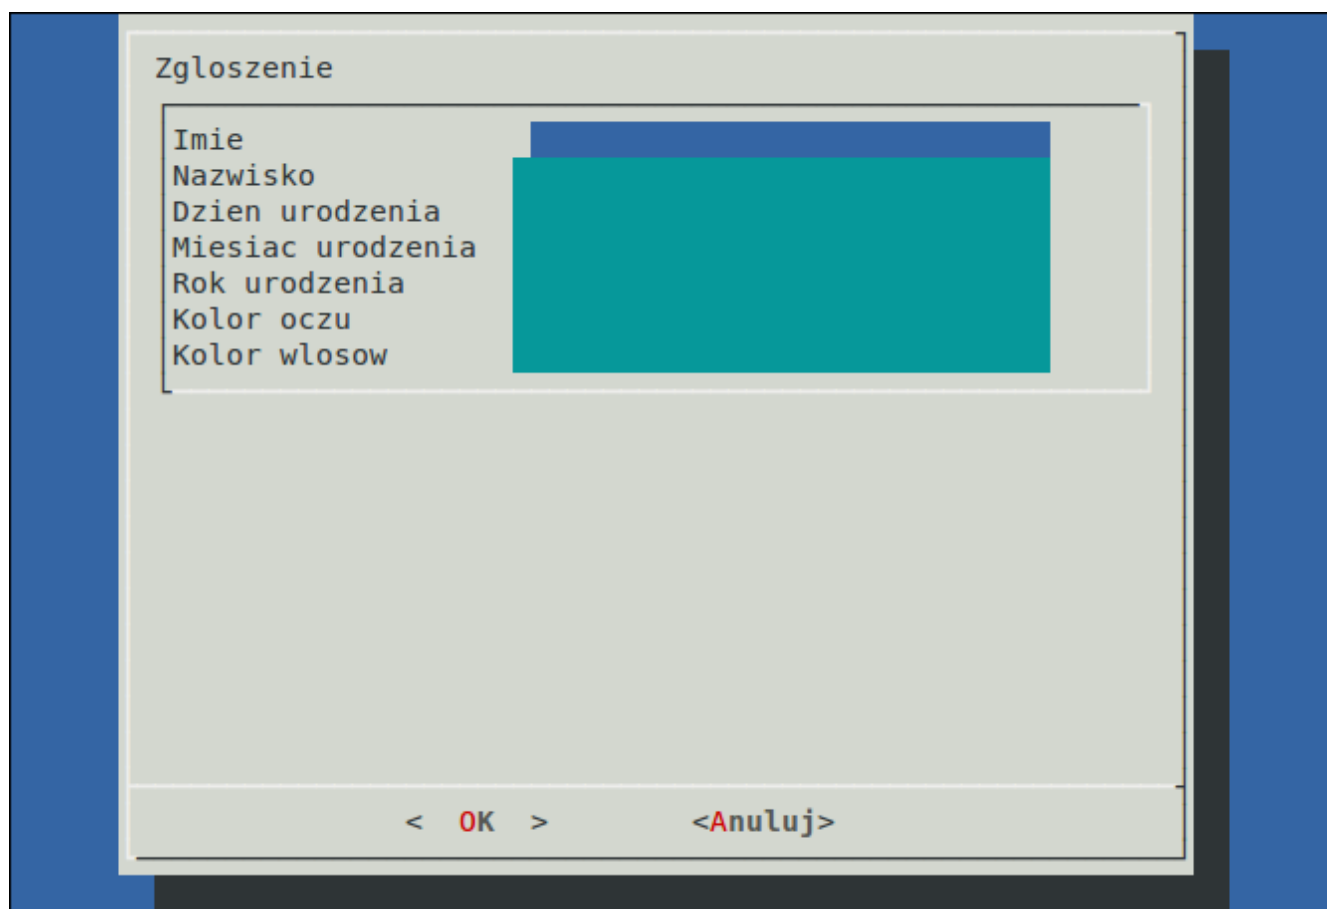 Zgloszenie
Imie
Nazwisko
Dzien urodzenia
Miesiac urodzenia
Rok urodzenia
Kolor oczu
Kolor wlosow
< OK > <Anuluj>